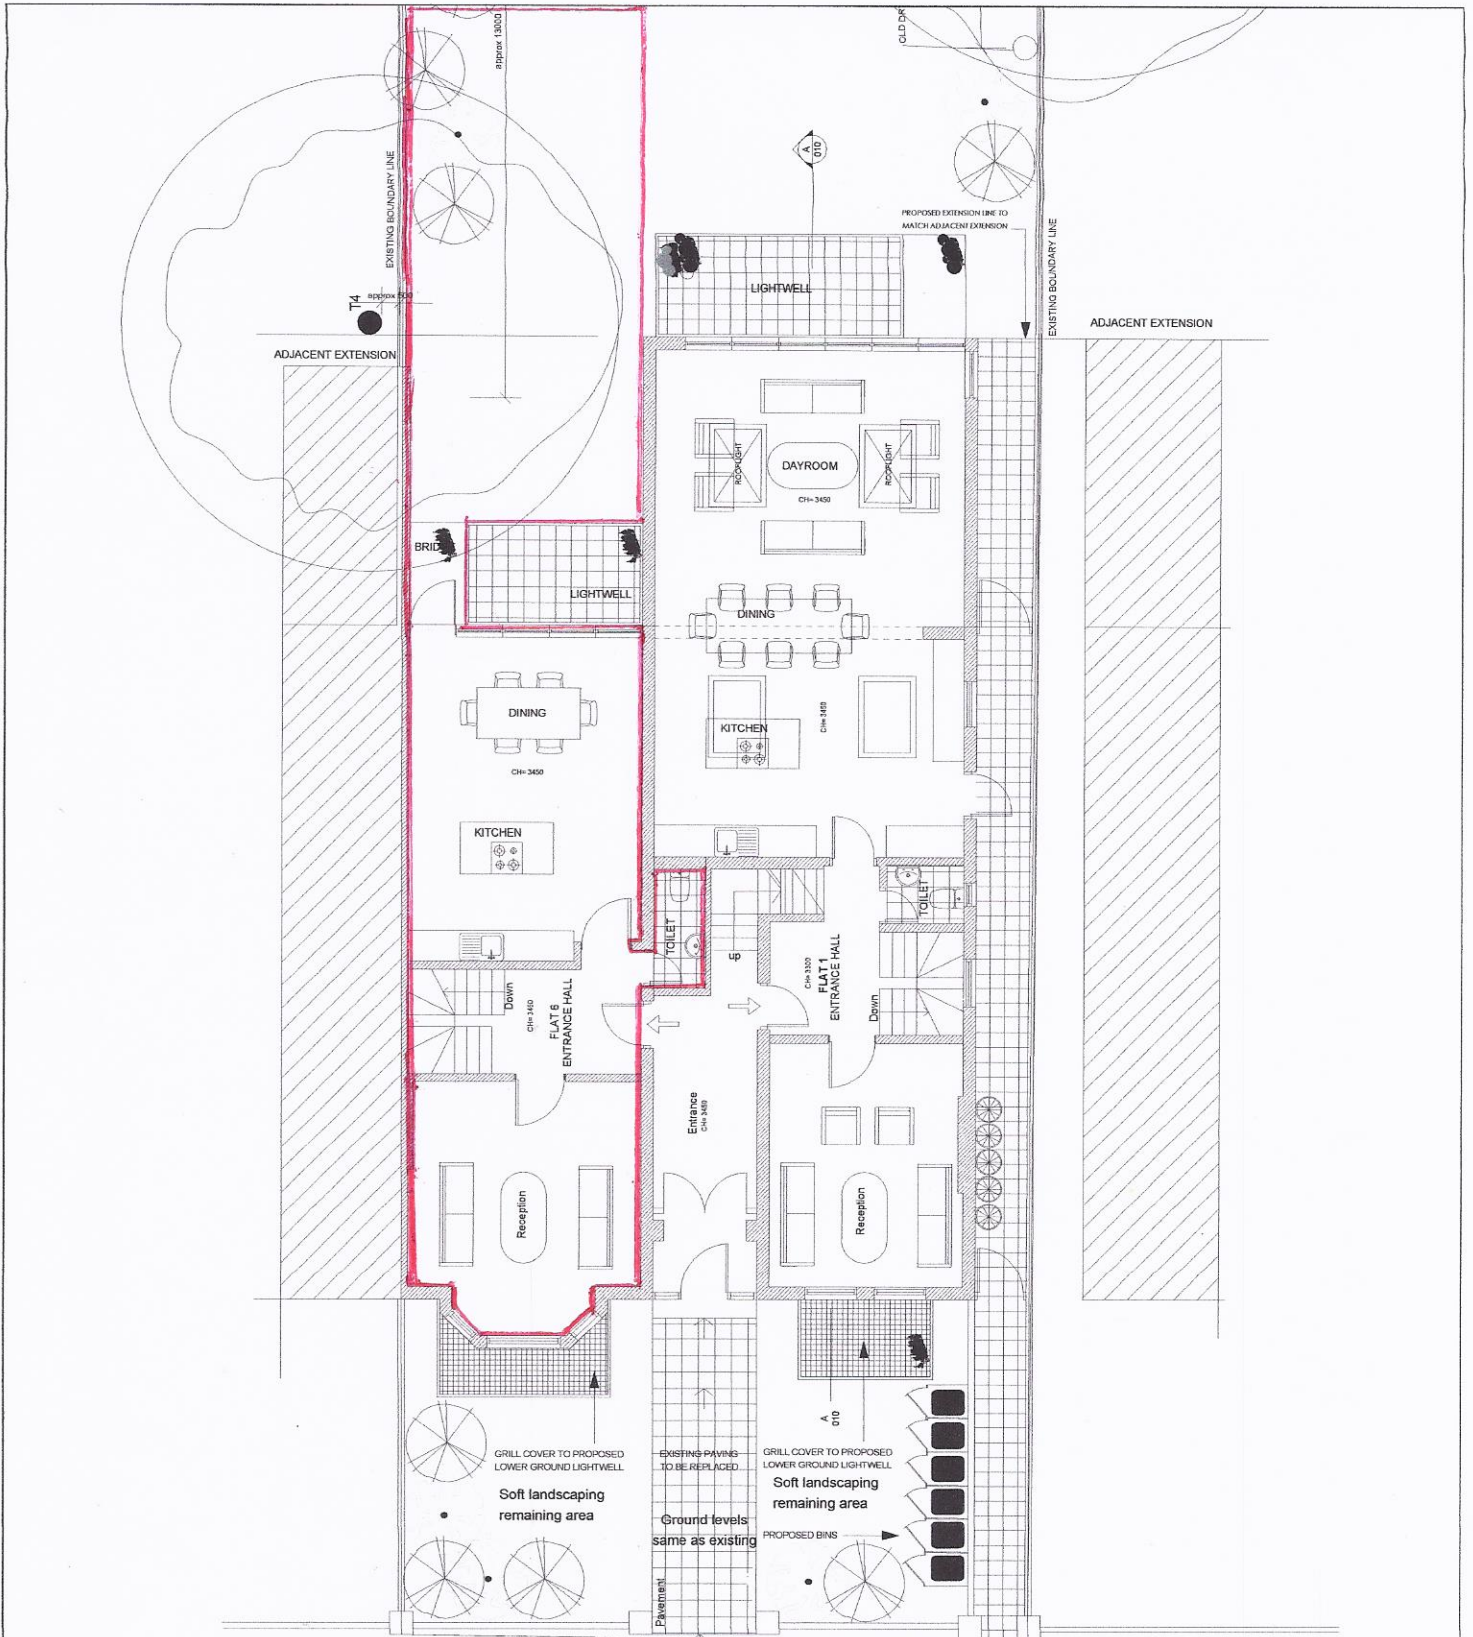 approx 13000
OLD DR
A
010
EXISTING BOUNDARY LINE
PROPOSED EXTENSION LINE TO
MATCH ADJACENT EXTENSION
EXISTING BOUNDARY LINE
LIGHTWELL
T4
approx 500
ADJACENT EXTENSION
ADJACENT EXTENSION
ROOFLIGHT
DAYROOM
ROOFLIGHT
CH= 3450
BRID
LIGHTWELL
DINING
DINING
KITCHEN
CH= 3450
CH= 3450
KITCHEN
TOILET
TOILET
up
CH= 3300
FLAT 1
ENTRANCE HALL
Down
CH= 3450
FLAT 6
ENTRANCE HALL
Down
Entrance
CH= 3450
Reception
Reception
A
010
GRILL COVER TO PROPOSED
LOWER GROUND LIGHTWELL
EXISTING PAVING
TO BE REPLACED
GRILL COVER TO PROPOSED
LOWER GROUND LIGHTWELL
Soft landscaping
remaining area
Soft landscaping
remaining area
Ground levels
same as existing
PROPOSED BINS
Pavement